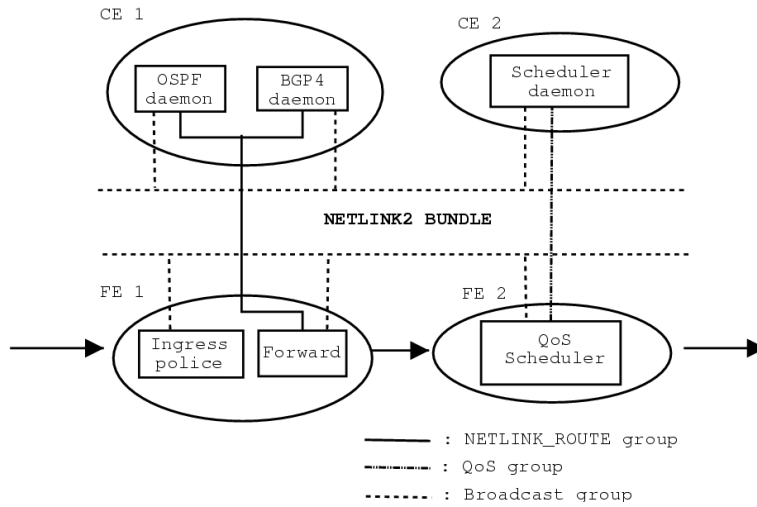 CE 1
CE 2
OSPF
daemon
BGP4
daemon
Scheduler
daemon
NETLINK2 BUNDLE
FE 1
FE 2
Ingress
police
Forward
QoS
Scheduler
: NETLINK_ROUTE group
: QoS group
: Broadcast group